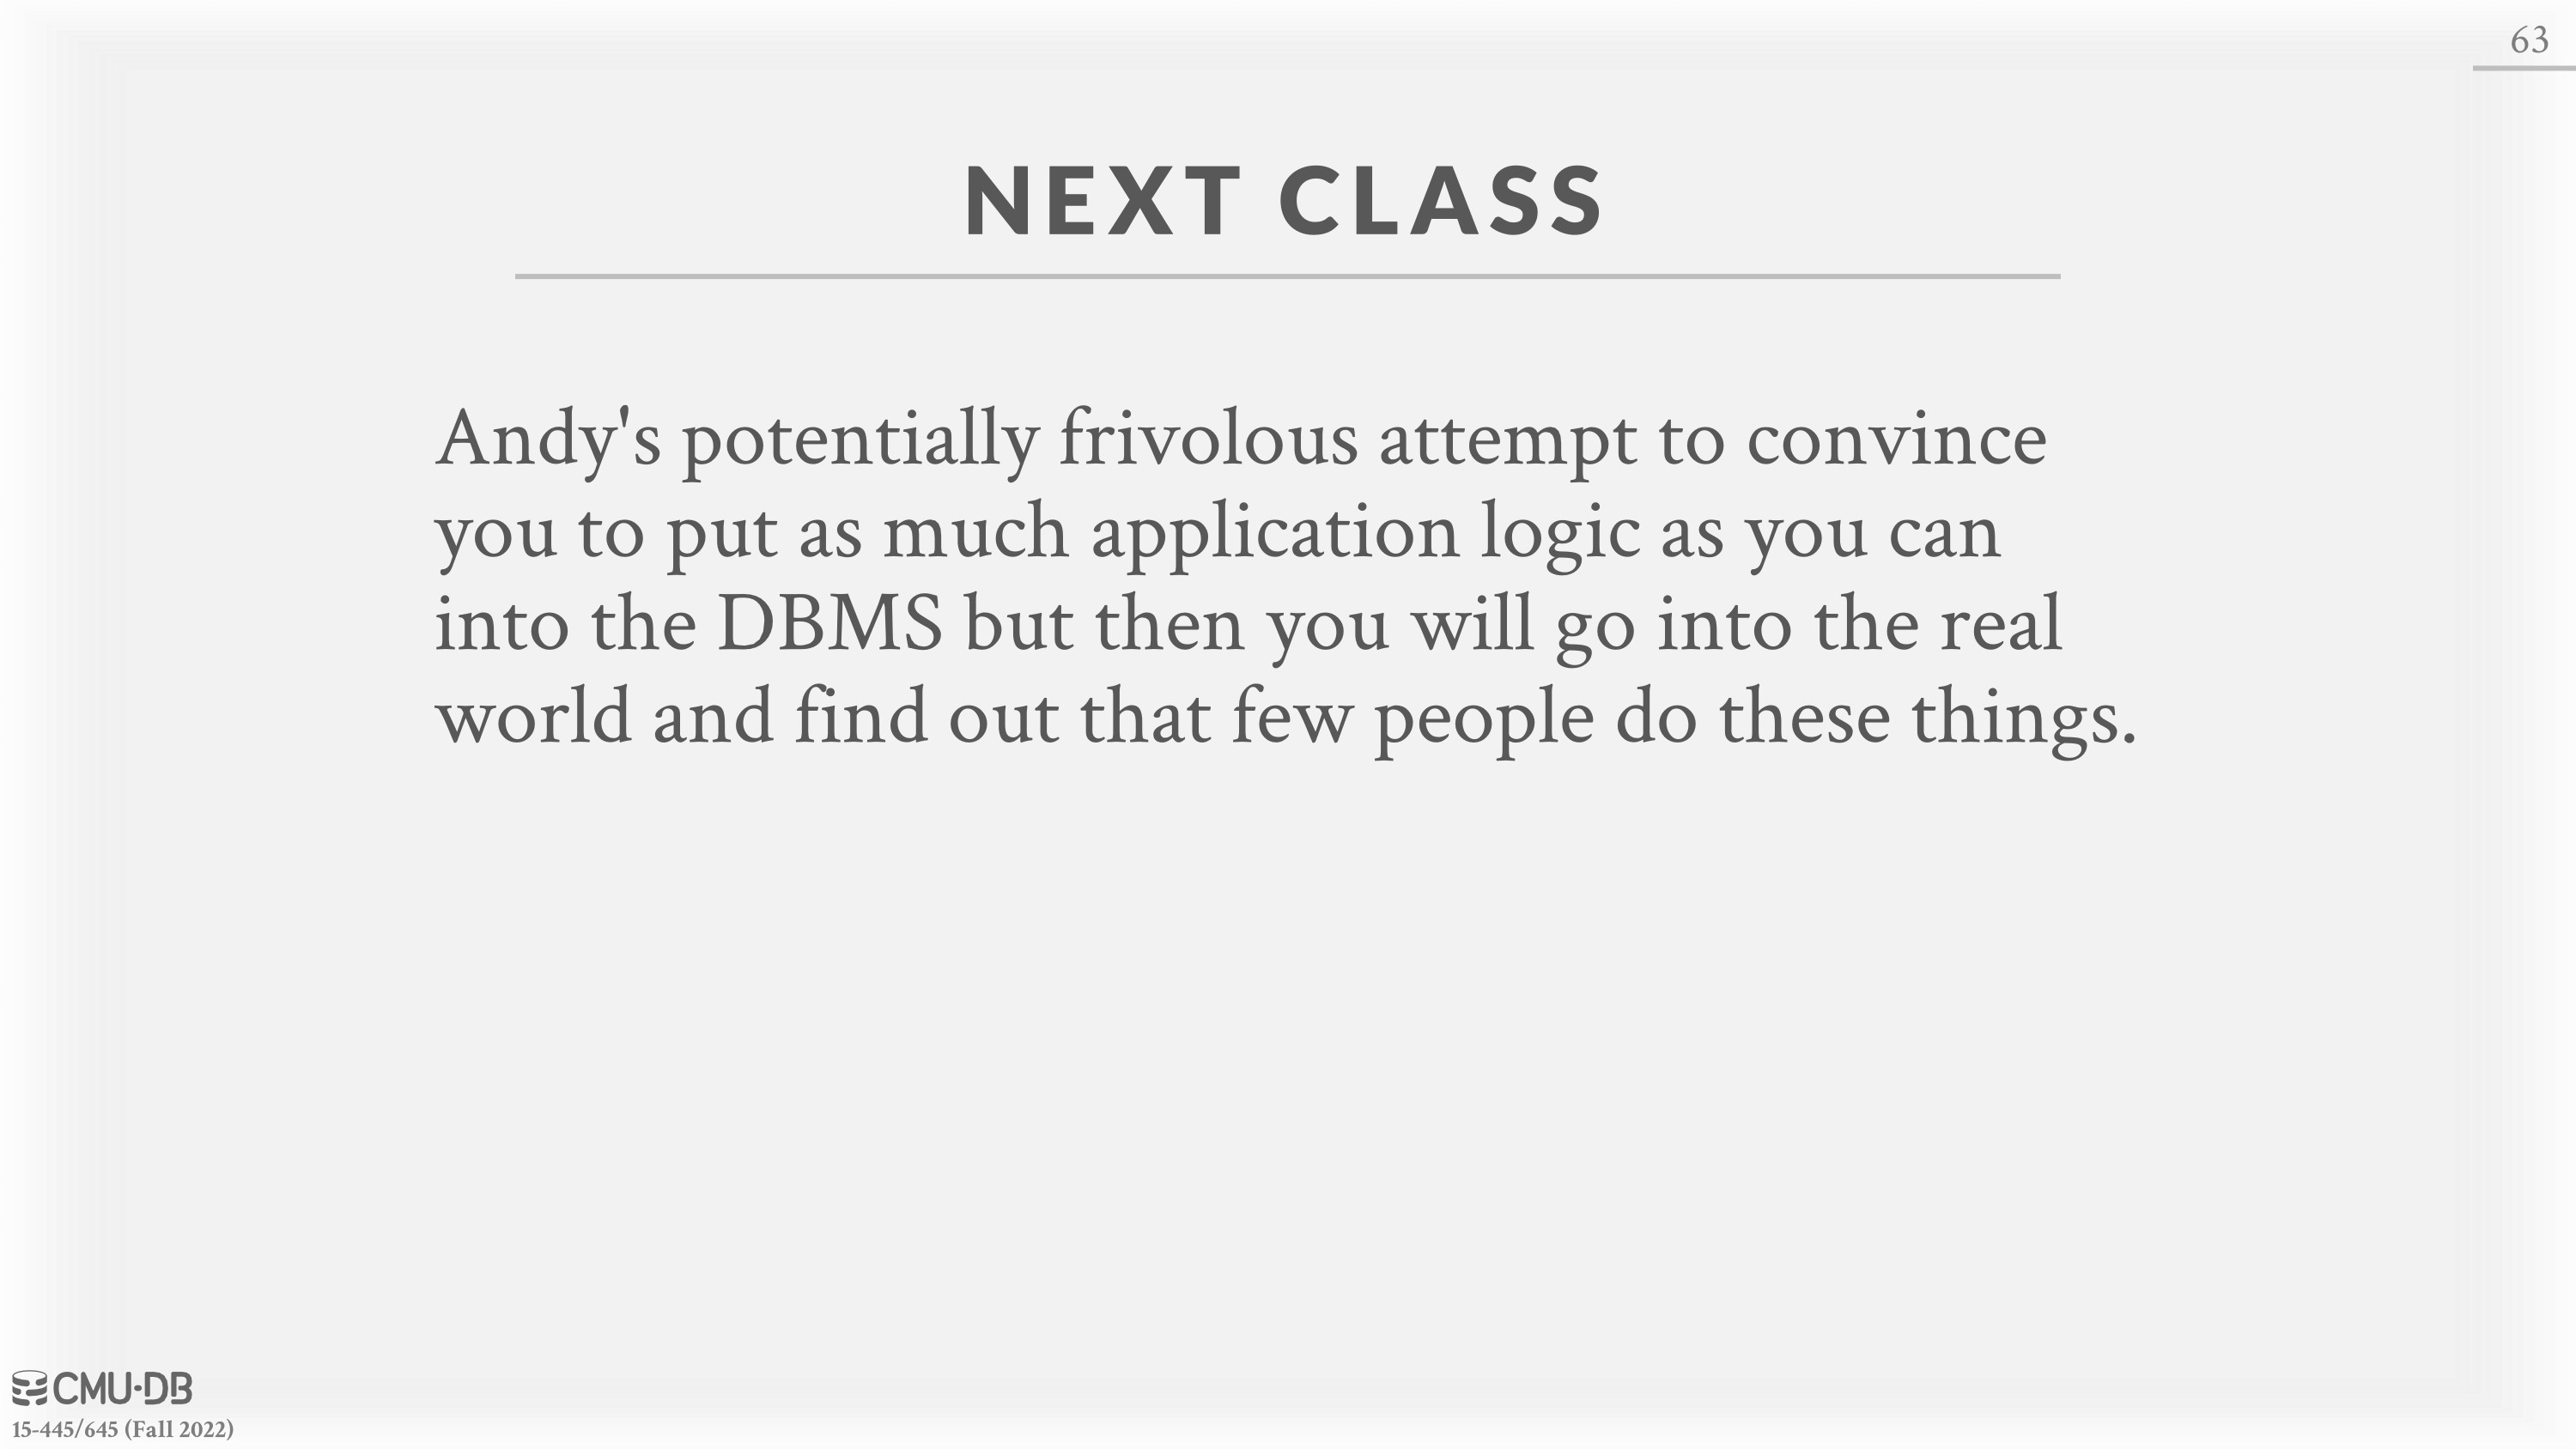 63
NEXT CLASS
Andy's potentially frivolous attempt to convince
you to put as much application logic as you can
into the DBMS but then you will go into the real
world and find out that few people do these things.
CMU·DB
15-445/645 (Fall 2022)